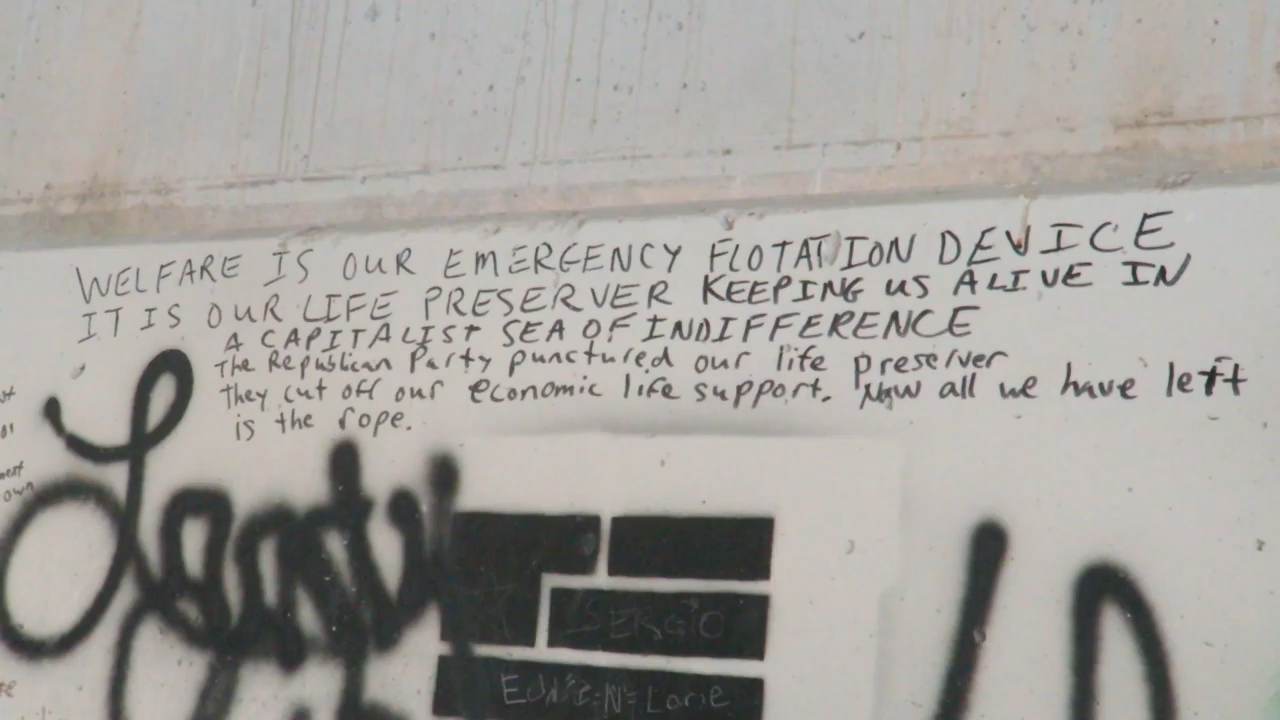 WELFARE IS OUR EMERGENCY FLOTATION DEVICE
IT IS OUR LIFE PRESERVER KEEPING US ALIVE IN
A CAPITALIST SEA OF INDIFFERENCE
The Republican Party punctured our life preserver
they cut off our economic life support. Now all we have left
is the rope.
SERGIO